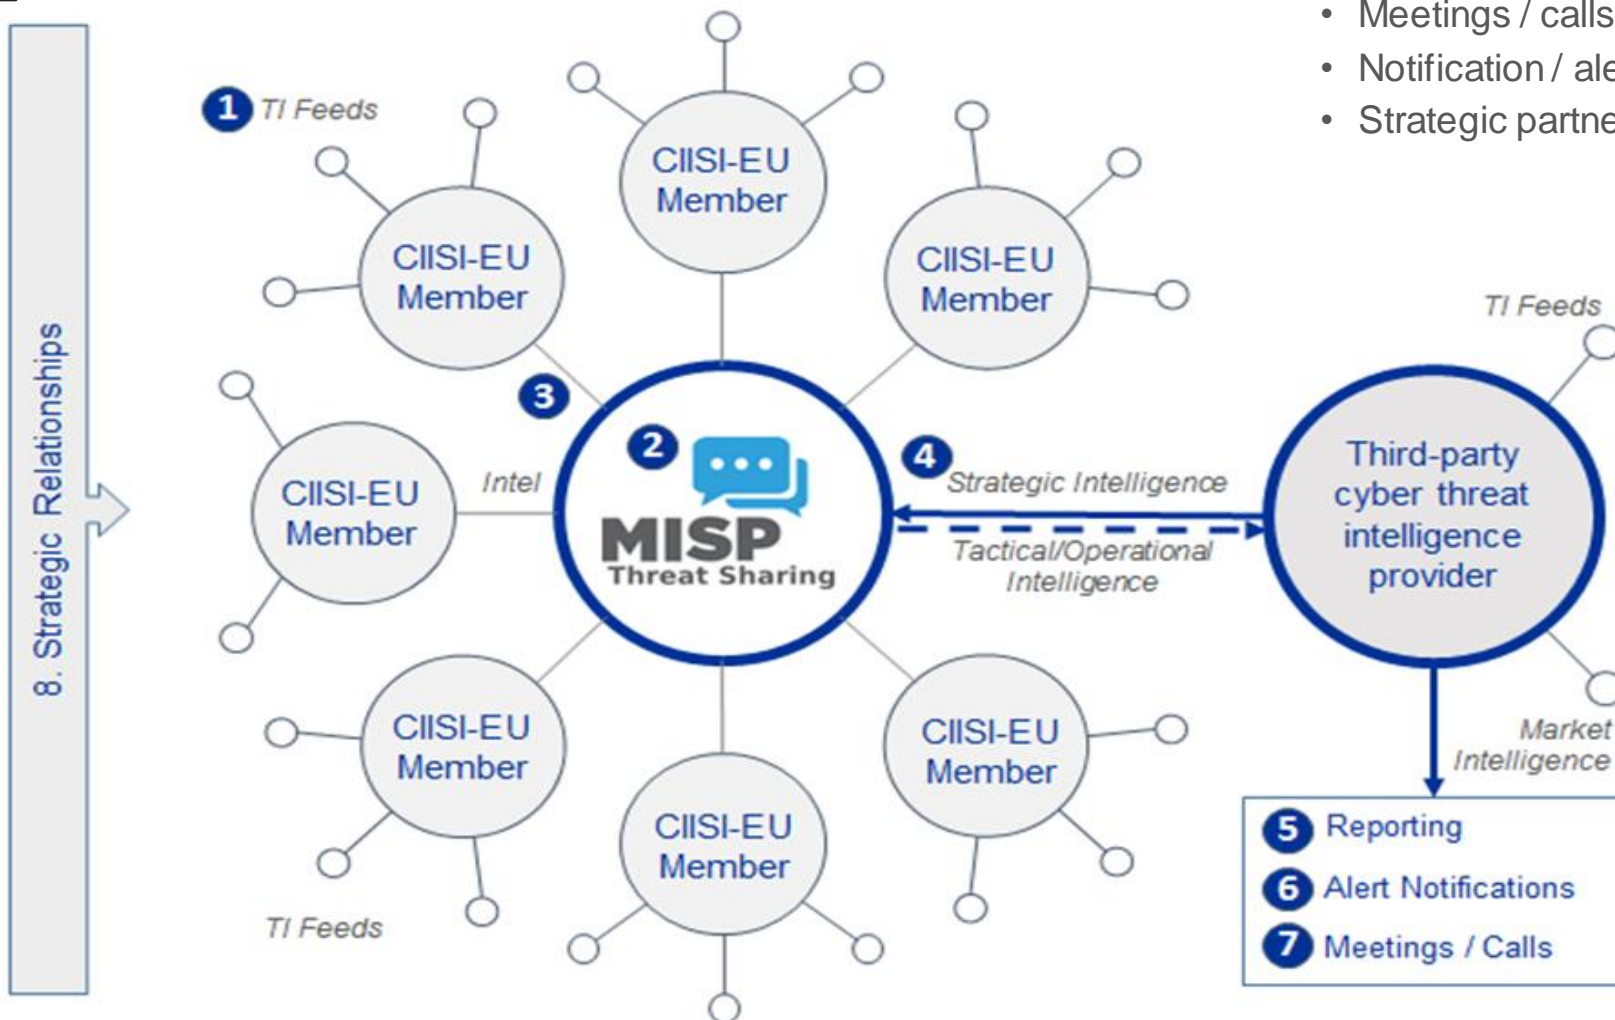 • Meetings / calls
• Notification / ale
• Strategic partne
1 TI Feeds
CIISI-EU
Member
CIISI-EU
Member
CIISI-EU
Member
TI Feeds
8. Strategic Relationships
3
2
4
CIISI-EU
Member
Intel
MISP
Threat Sharing
Strategic Intelligence
Tactical/Operational
Intelligence
Third-party
cyber threat
intelligence
provider
CIISI-EU
Member
CIISI-EU
Member
CIISI-EU
Member
TI Feeds
Market
Intelligence
5 Reporting
6 Alert Notifications
7 Meetings / Calls